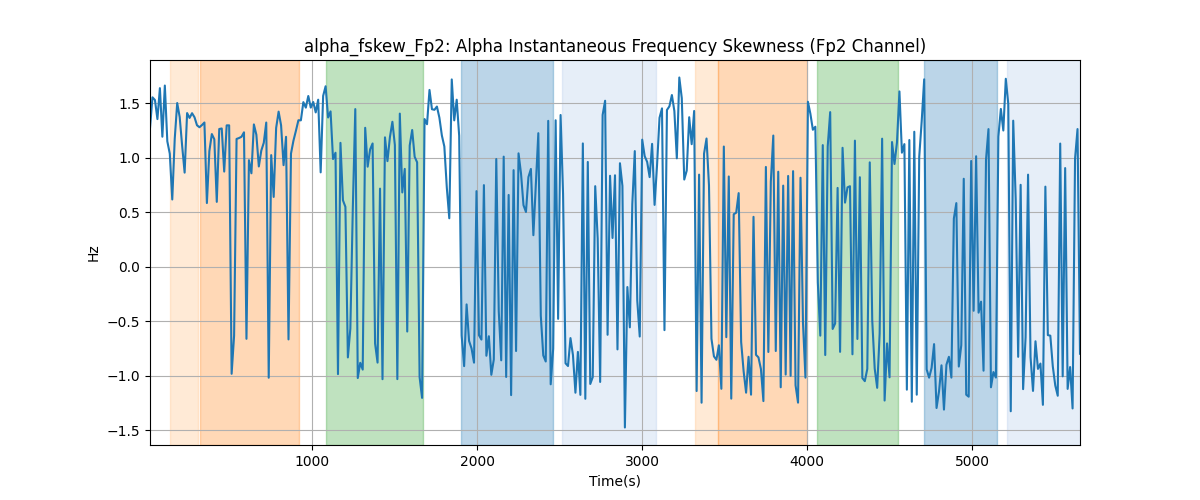 alpha_fskew_Fp2: Alpha Instantaneous Frequency Skewness (Fp2 Channel)
Hz
1.5
1.0
0.5
0.0
−0.5
−1.0
−1.5
1000 2000 3000 4000 5000
Time(s)